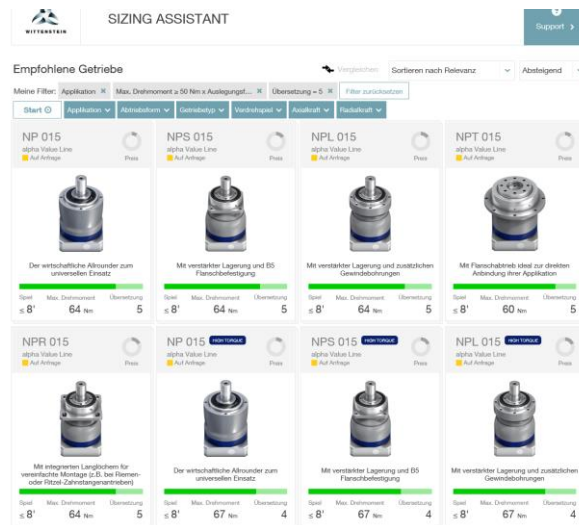 WITTENSTEIN
SIZING ASSISTANT
Support >
Empfohlene Getriebe
Vergleichen
Sortieren nach Relevanz
Absteigend
Meine Filter:
Applikation ×
Max. Drehmoment ≥ 50 Nm x Auslegungsf... ×
Übersetzung = 5 ×
Filter zurücksetzen
Start
Applikation
Abtriebsform
Getriebetyp
Verdrehspiel
Axialkraft
Radialkraft
NP 015
alpha Value Line
Auf Anfrage
Preis
Der wirtschaftliche Allrounder zum
universellen Einsatz
Spiel Max. Drehmoment Übersetzung
≤ 8' 64 Nm 5
NPS 015
alpha Value Line
Auf Anfrage
Preis
Mit verstärkter Lagerung und B5
Flanschbefestigung
Spiel Max. Drehmoment Übersetzung
≤ 8' 64 Nm 5
NPL 015
alpha Value Line
Auf Anfrage
Preis
Mit verstärkter Lagerung und zusätzlichen
Gewindebohrungen
Spiel Max. Drehmoment Übersetzung
≤ 8' 64 Nm 5
NPT 015
alpha Value Line
Auf Anfrage
Preis
Mit Flanschabtrieb ideal zur direkten
Anbindung ihrer Applikation
Spiel Max. Drehmoment Übersetzung
≤ 8' 60 Nm 5
NPR 015
alpha Value Line
Auf Anfrage
Preis
Mit integrierten Langlöchern für
vereinfachte Montage (z.B. bei Riemen-
oder Ritzel-Zahnstangenantrieben)
Spiel Max. Drehmoment Übersetzung
≤ 8' 64 Nm 5
NP 015 HIGH TORQUE
alpha Value Line
Auf Anfrage
Preis
Der wirtschaftliche Allrounder zum
universellen Einsatz
Spiel Max. Drehmoment Übersetzung
≤ 8' 67 Nm 4
NPS 015 HIGH TORQUE
alpha Value Line
Auf Anfrage
Preis
Mit verstärkter Lagerung und B5
Flanschbefestigung
Spiel Max. Drehmoment Übersetzung
≤ 8' 67 Nm 4
NPL 015 HIGH TORQUE
alpha Value Line
Auf Anfrage
Preis
Mit verstärkter Lagerung und zusätzlichen
Gewindebohrungen
Spiel Max. Drehmoment Übersetzung
≤ 8' 67 Nm 4